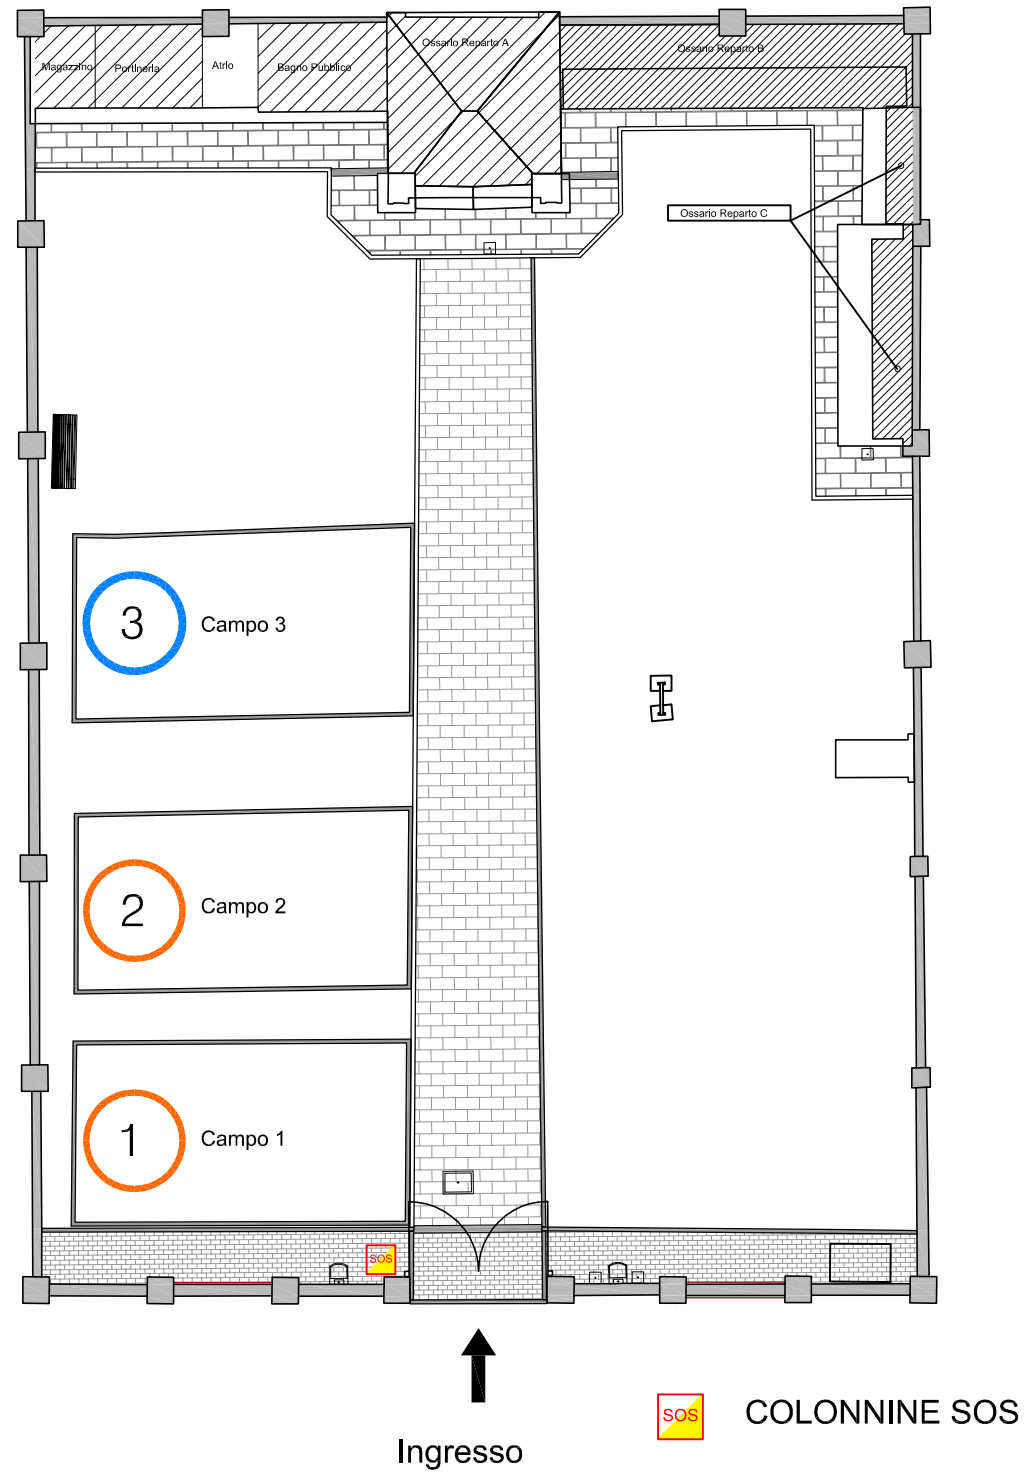 Magazzino
Portineria
Atrio
Bagno Pubblico
Ossario Reparto A
Ossario Reparto B
Ossario Reparto C
3
Campo 3
2
Campo 2
1
Campo 1
SOS
Ingresso
SOS
COLONNINE SOS